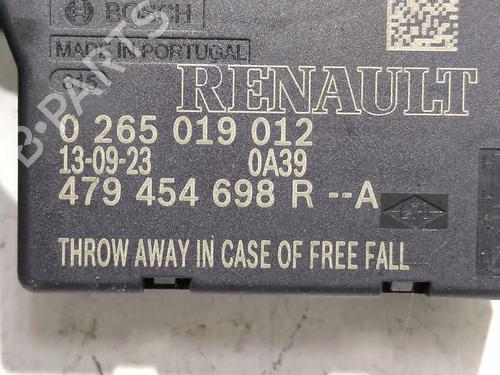 BOSCH
MADE IN PORTUGAL
615
RENAULT
0 265 019 012
13-09-23 0A39
479 454 698 R --A
THROW AWAY IN CASE OF FREE FALL
B-PARTS